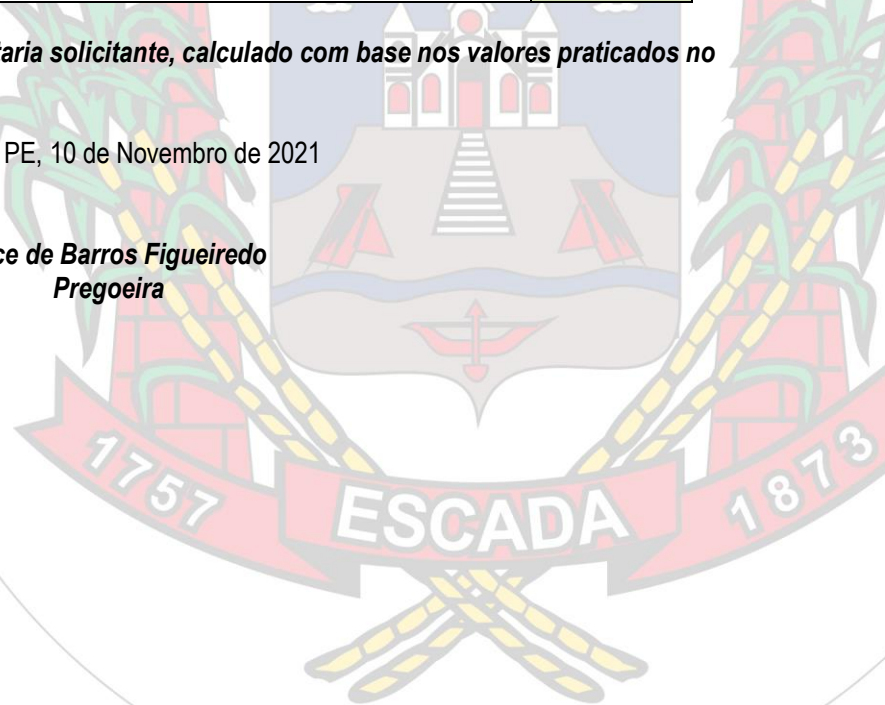 taria solicitante, calculado com base nos valores praticados no
PE, 10 de Novembro de 2021
ce de Barros Figueiredo
Pregoeira
1757
ESCADA
1873